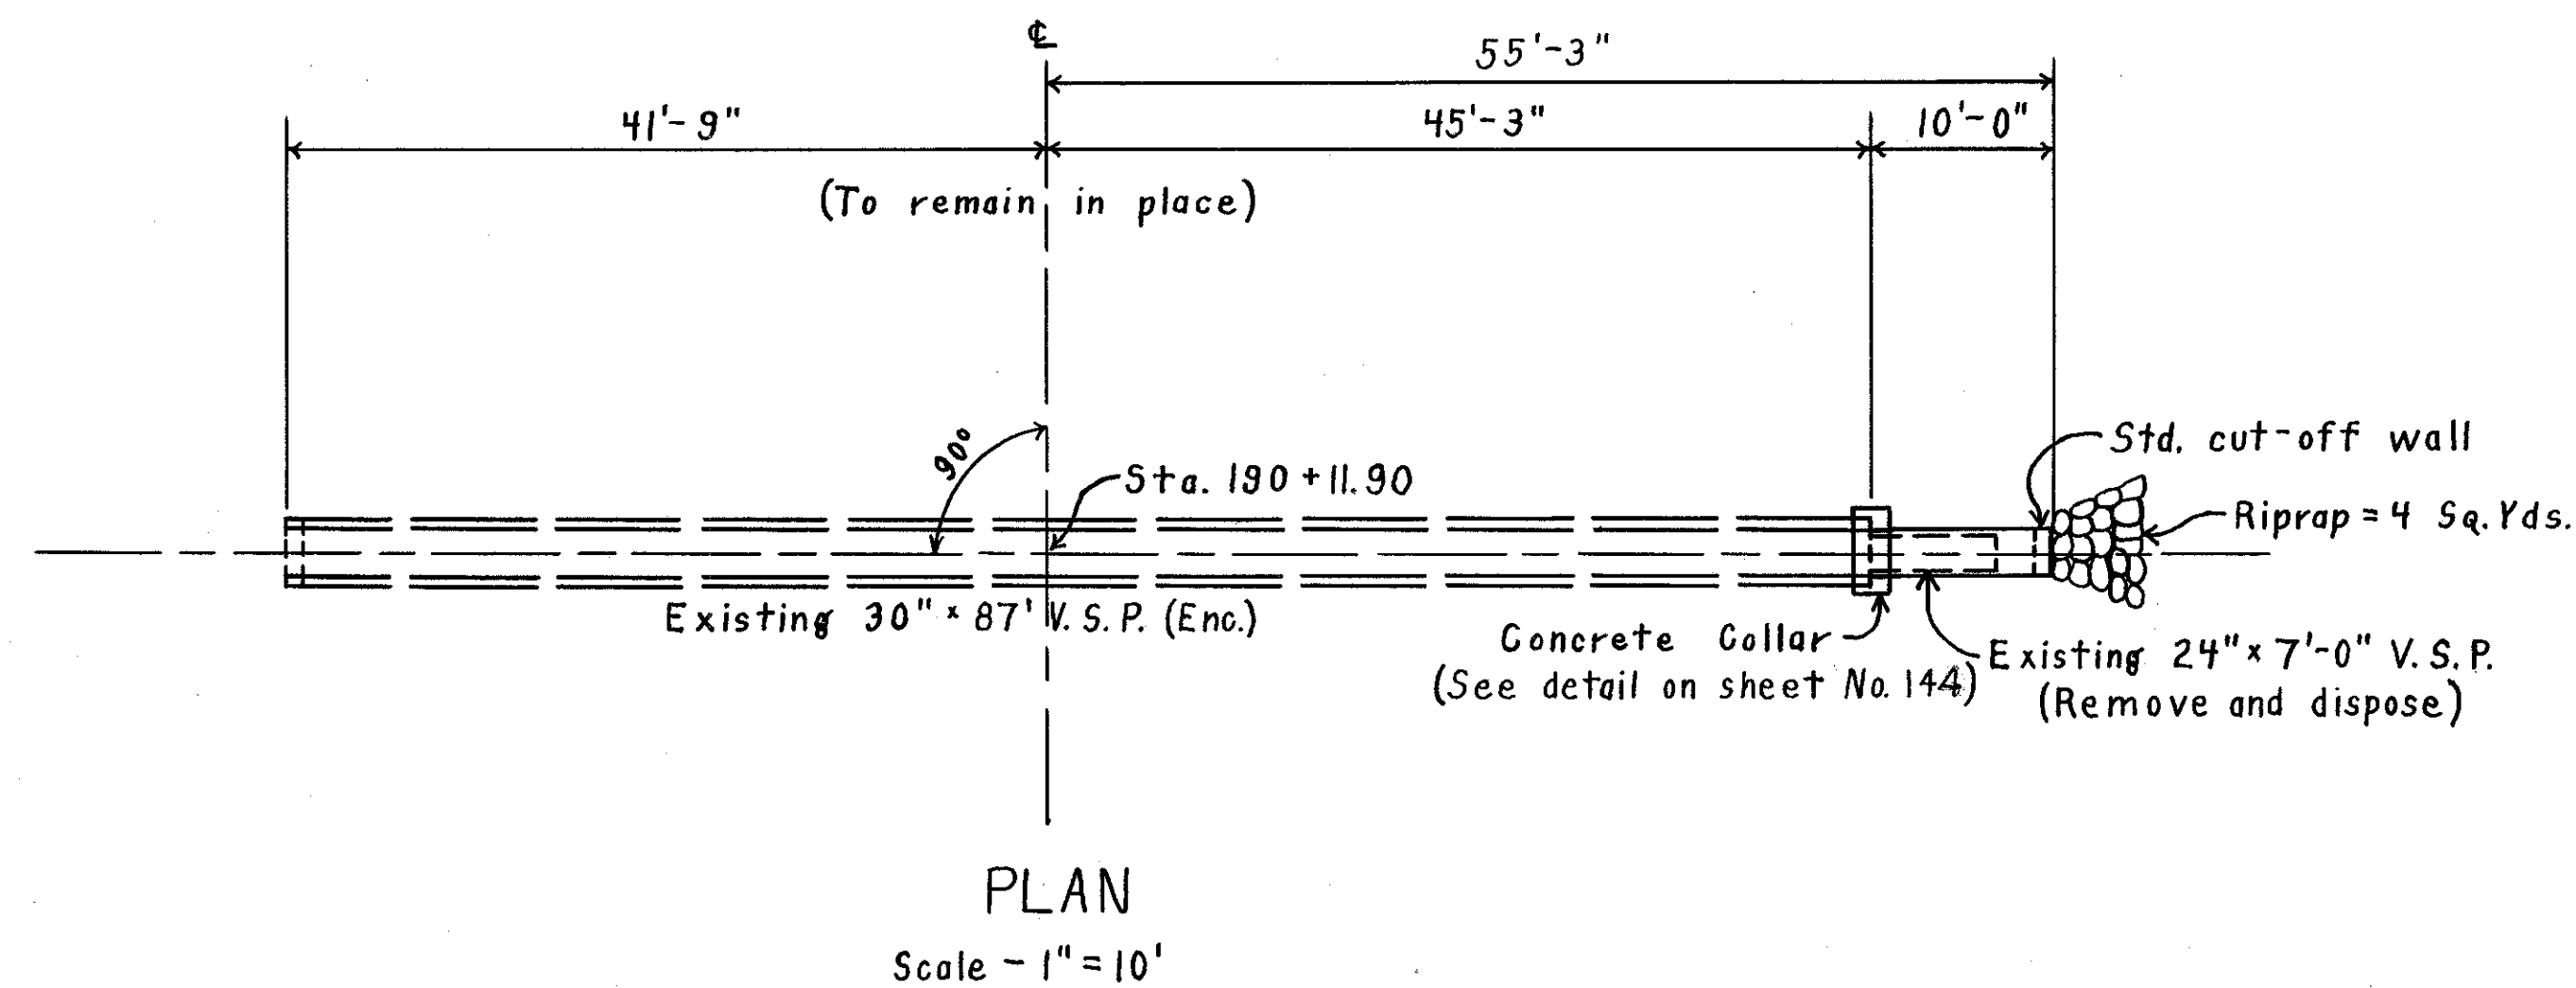 ℄
55'-3"
41'-9"
45'-3"
10'-0"
(To remain in place)
90°
Sta. 190 + 11.90
Std. cut-off wall
Riprap = 4 Sq. Yds.
Existing 30" x 87' V. S. P. (Enc.)
Concrete Collar
(See detail on sheet No. 144)
Existing 24" x 7'-0" V. S. P.
(Remove and dispose)
PLAN
Scale - 1" = 10'